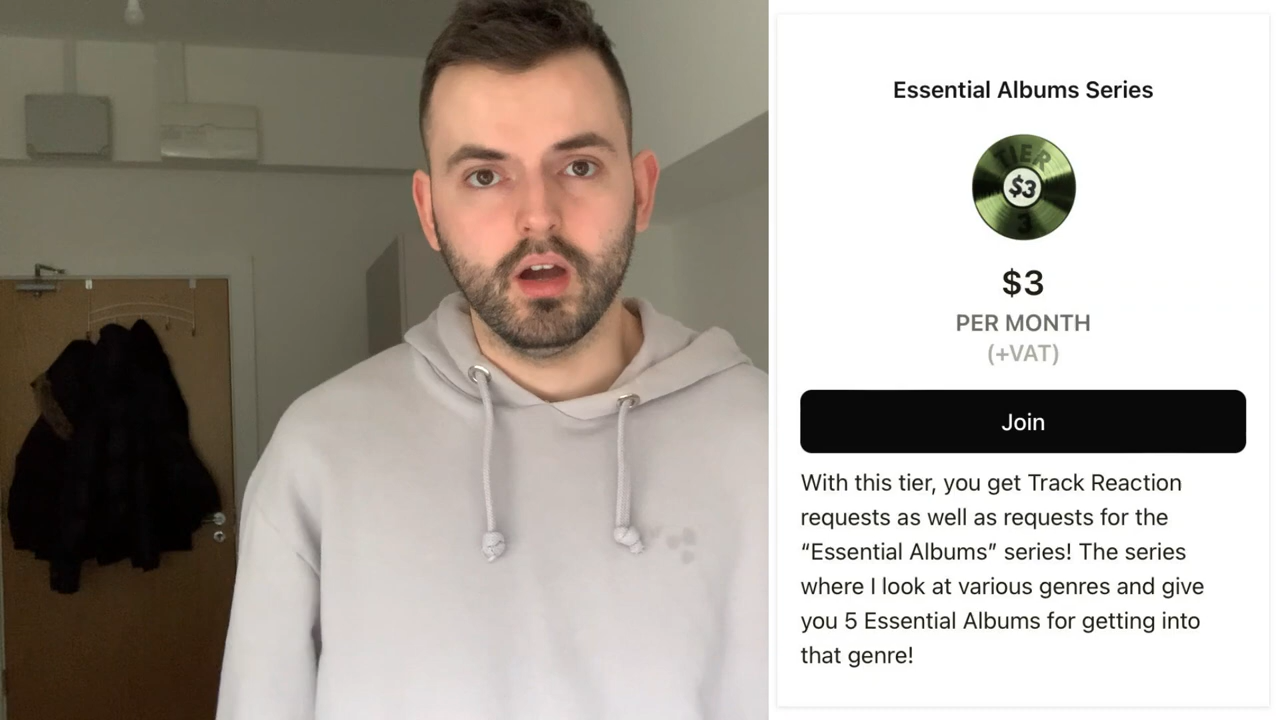 Essential Albums Series
TIER
$3
3
$3
PER MONTH
(+VAT)
Join
With this tier, you get Track Reaction
requests as well as requests for the
“Essential Albums” series! The series
where I look at various genres and give
you 5 Essential Albums for getting into
that genre!